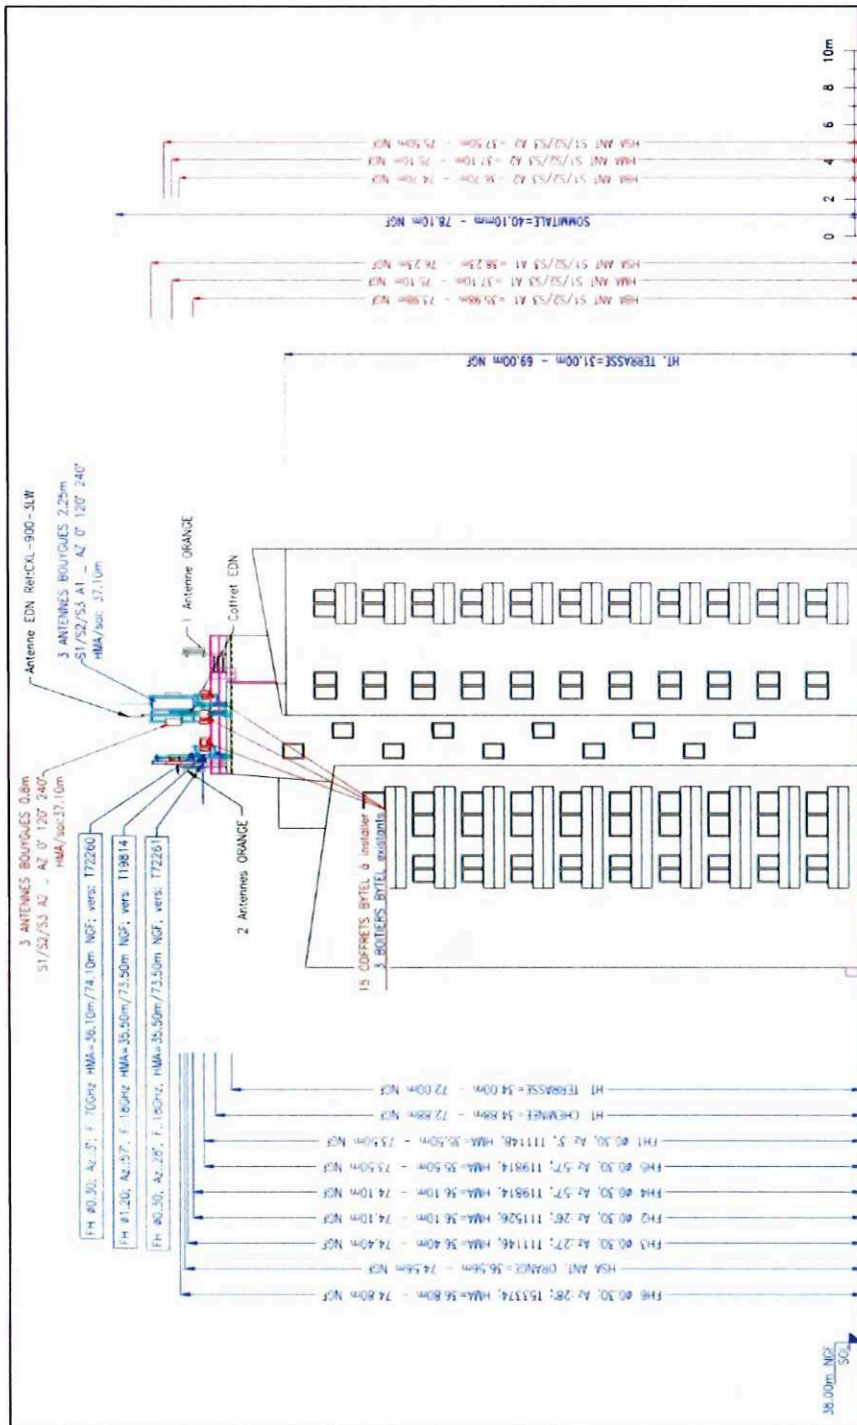 Antenne EDN Ref:CXL-900-3LW
3 ANTENNES BOUYGUES 2.25m
S1/S2/S3 A1 _ AZ 0° 120° 240°
HMA/sol: 37.10m
3 ANTENNES BOUYGUES 0.8m
S1/S2/S3 A2 _ AZ 0° 120° 240°
HMA/sol:37.10m
FH ø0.30; Az.:3°; F.:70GHz HMA=36.10m/74.10m NGF; vers: T72260
FH ø1.20; Az.:57°; F.:18GHz HMA=35.50m/73.50m NGF; vers: T19814
FH ø0.30; Az.:28°; F.:18GHz; HMA=35.50m/73.50m NGF; vers: T72261
1 Antenne ORANGE
Coffret EDN
2 Antennes ORANGE
15 COFFRETS BYTEL à installer
3 BOITIERS BYTEL existants
HT TERRASSE=34.00m - 72.00m NGF
HT CHEMINEE=34.88m - 72.88m NGF
FH1 ø0.30, Az.:3°; T11148, HMA=35.50m - 73.50m NGF
FH5 ø0.30, Az.:57°; T19814, HMA=35.50m - 73.50m NGF
FH4 ø0.30, Az.:57°; T19814, HMA=36.10m - 74.10m NGF
FH2 ø0.30, Az.:26°; T11526, HMA=36.10m - 74.10m NGF
FH3 ø0.30, Az.:27°; T11146, HMA=36.40m - 74.40m NGF
HSA ANT. ORANGE=36.56m - 74.56m NGF
FH6 ø0.30, Az.:28°; T53374, HMA=36.80m - 74.80m NGF
HT. TERRASSE=31.00m - 69.00m NGF
HBA ANT S1/S2/S3 A1 =35.98m - 73.98m NGF
HMA ANT S1/S2/S3 A1 =37.10m - 75.10m NGF
HSA ANT S1/S2/S3 A1 =38.23m - 76.23m NGF
SOMMITALE=40.10mm - 78.10m NGF
HBA ANT S1/S2/S3 A2 =36.70m - 74.70m NGF
HMA ANT S1/S2/S3 A2 =37.10m - 75.10m NGF
HSA ANT S1/S2/S3 A2 =37.50m - 75.50m NGF
38.00m NGF
SOL
0 2 4 6 8 10m